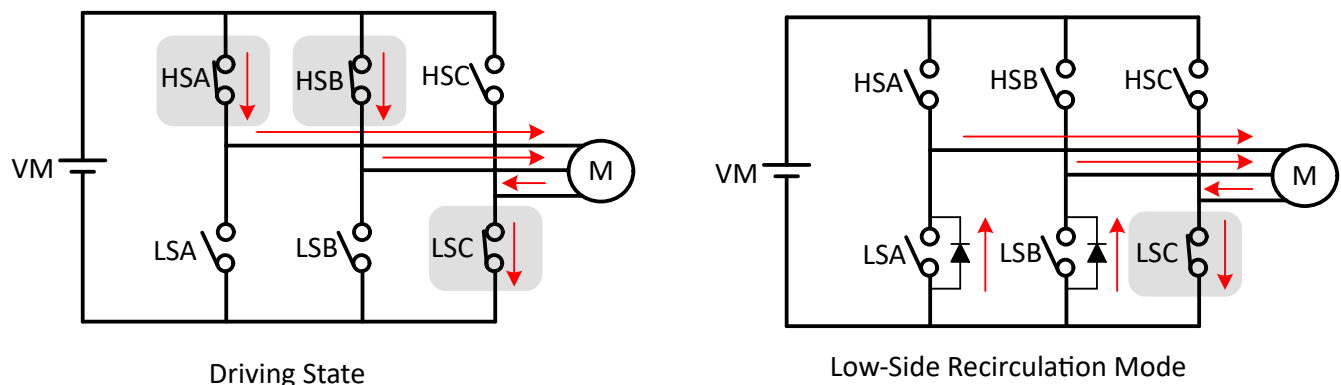 HSA
HSB
HSC
VM
M
LSA
LSB
LSC
Driving State
HSA
HSB
HSC
VM
M
LSA
LSB
LSC
Low-Side Recirculation Mode